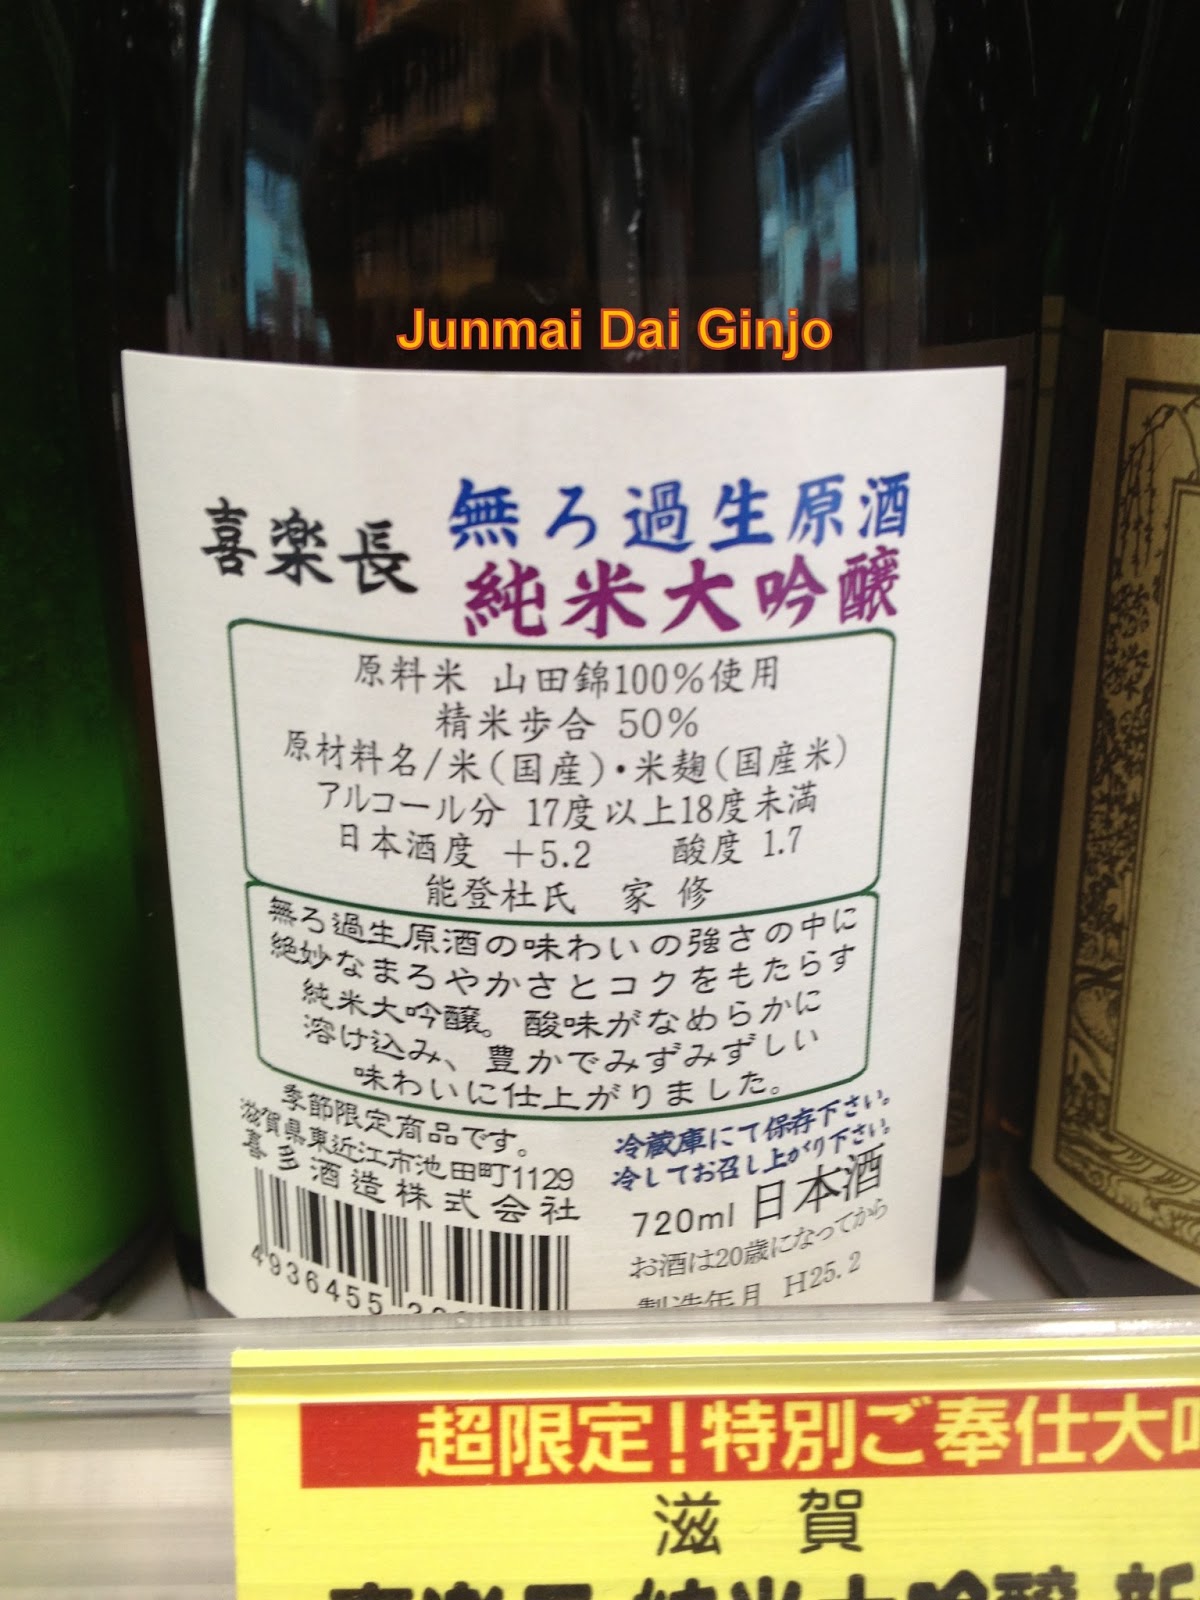 Junmai Dai Ginjo
喜楽長
無ろ過生原酒
純米大吟醸
原料米 山田錦100%使用
精米歩合 50%
原材料名/米(国産)・米麹(国産米)
アルコール分 17度以上18度未満
日本酒度 +5.2 酸度 1.7
能登杜氏 家修
無ろ過生原酒の味わいの強さの中に
絶妙なまろやかさとコクをもたらす
純米大吟醸。酸味がなめらかに
溶け込み、豊かでみずみずしい
味わいに仕上がりました。
季節限定商品です。
滋賀県東近江市池田町1129
喜多酒造株式会社
4936455
冷蔵庫にて保存下さい。
冷してお召し上がり下さい。
720ml 日本酒
お酒は20歳になってから
製造年月 H25.2
超限定!特別ご奉仕大
滋賀